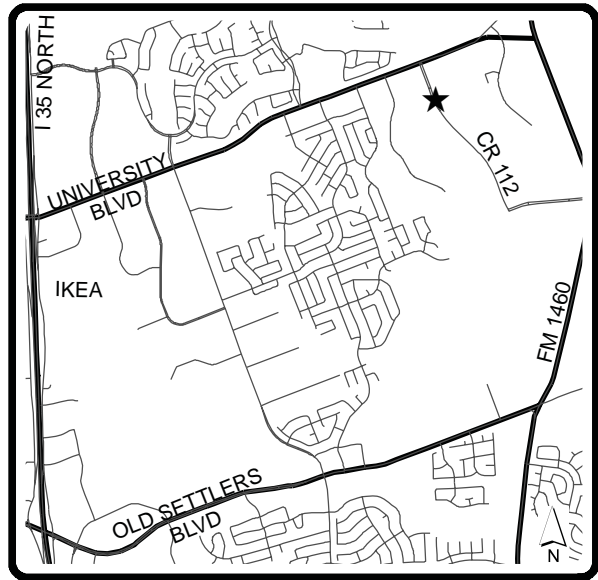 I 35 NORTH
UNIVERSITY
BLVD
CR 112
IKEA
FM 1460
OLD SETTLERS
BLVD
N